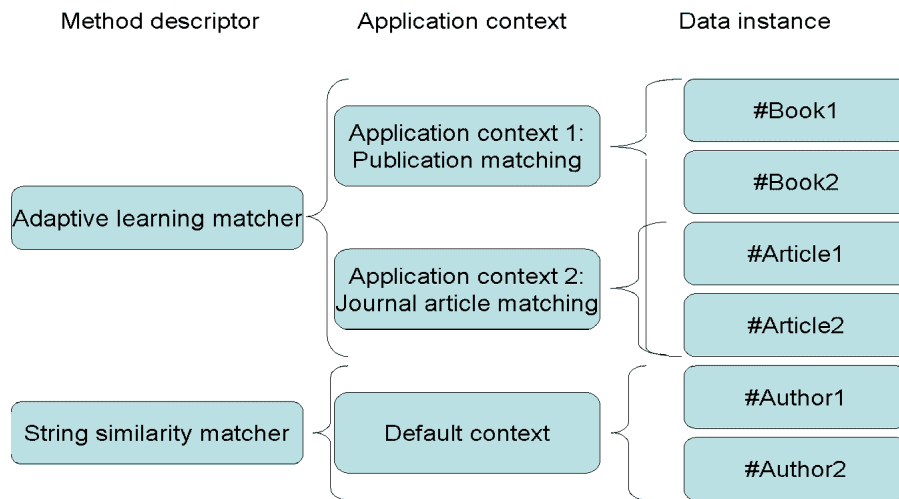 Method descriptor
Application context
Data instance
Adaptive learning matcher
Application context 1:
Publication matching
Application context 2:
Journal article matching
#Book1
#Book2
#Article1
#Article2
String similarity matcher
Default context
#Author1
#Author2